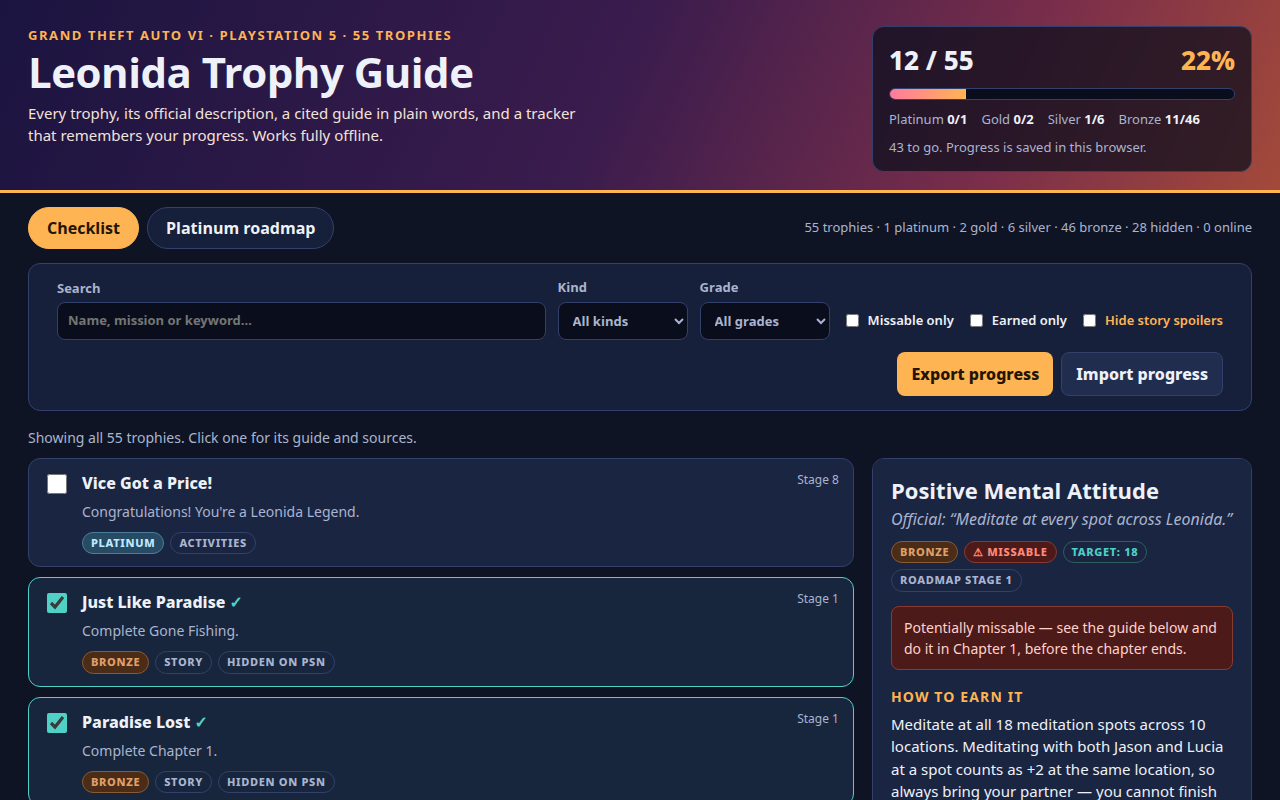 GRAND THEFT AUTO VI · PLAYSTATION 5 · 55 TROPHIES
Leonida Trophy Guide
Every trophy, its official description, a cited guide in plain words, and a tracker
that remembers your progress. Works fully offline.
12 / 55
22%
Platinum 0/1 Gold 0/2 Silver 1/6 Bronze 11/46
43 to go. Progress is saved in this browser.
Checklist
Platinum roadmap
55 trophies · 1 platinum · 2 gold · 6 silver · 46 bronze · 28 hidden · 0 online
Search
Kind
Grade
Name, mission or keyword...
All kinds
All grades
Missable only
Earned only
Hide story spoilers
Export progress
Import progress
Showing all 55 trophies. Click one for its guide and sources.
Vice Got a Price!
Stage 8
Congratulations! You're a Leonida Legend.
PLATINUM
ACTIVITIES
Just Like Paradise ✓
Stage 1
Complete Gone Fishing.
BRONZE
STORY
HIDDEN ON PSN
Paradise Lost ✓
Stage 1
Complete Chapter 1.
BRONZE
STORY
HIDDEN ON PSN
Positive Mental Attitude
Official: “Meditate at every spot across Leonida.”
BRONZE
⚠ MISSABLE
TARGET: 18
ROADMAP STAGE 1
Potentially missable — see the guide below and
do it in Chapter 1, before the chapter ends.
HOW TO EARN IT
Meditate at all 18 meditation spots across 10
locations. Meditating with both Jason and Lucia
at a spot counts as +2 at the same location, so
always bring your partner — you cannot finish